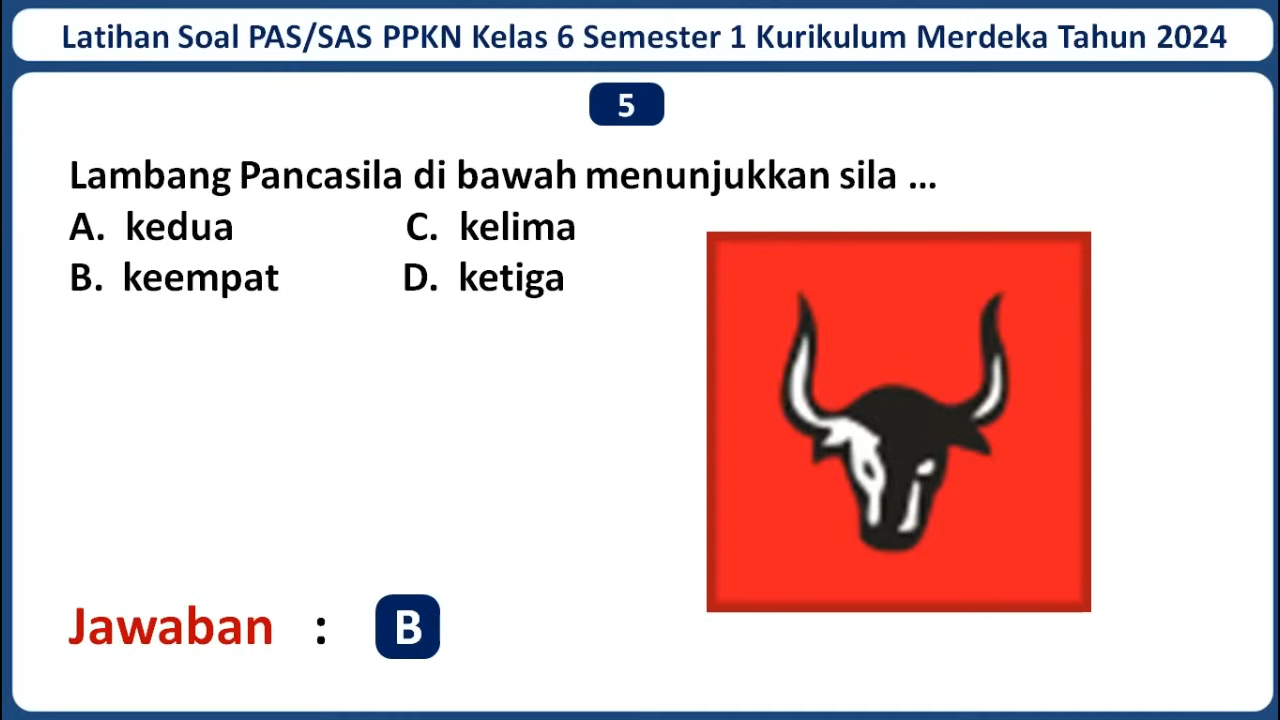 Latihan Soal PAS/SAS PPKN Kelas 6 Semester 1 Kurikulum Merdeka Tahun 2024
5
Lambang Pancasila di bawah menunjukkan sila ...
A. kedua C. kelima
B. keempat D. ketiga
Jawaban : B